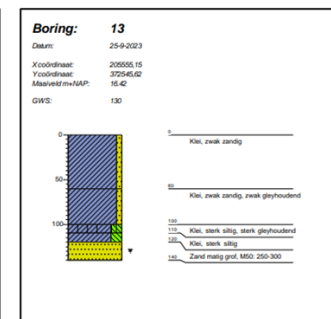 Boring: 13
Datum: 25-9-2023
Xcoördinaat: 205555,15
Ycoördinaat: 372545,62
Maaiveld m+NAP: 16.42
GWS: 130
0
0
Klei, zwak zandig
50
60
Klei, zwak zandig, zwak gleyhoudend
100
100
110
Klei, sterk siltig, sterk gleyhoudend
120
Klei, sterk siltig
140
Zand matig grof, M50: 250-300